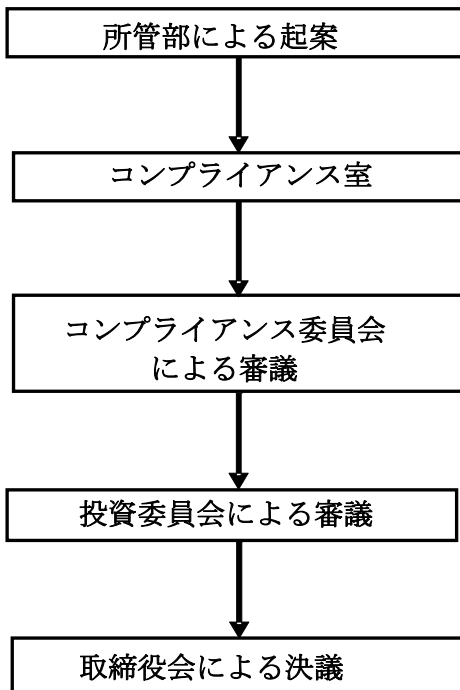 所管部による起案
コンプライアンス室
コンプライアンス委員会
による審議
投資委員会による審議
取締役会による決議